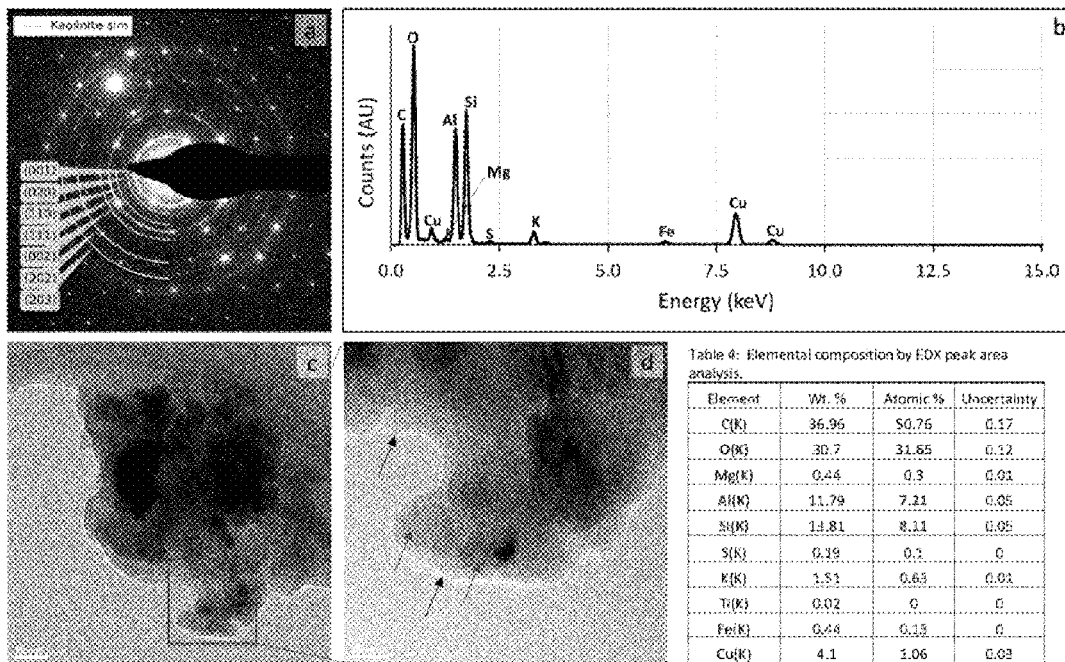 Kaolinite sim
a
(001)
(020)
(002)
(202)
b
Counts (AU)
C
O
Al
Si
Mg
Cu
S
K
Fe
Cu
Cu
0.0 2.5 5.0 7.5 10.0 12.5 15.0
Energy (keV)
c
d
Table 4: Elemental composition by EDX peak area
analysis.
Element Wt. % Atomic % Uncertainty
C(K) 36.96 50.76 0.17
O(K) 30.7 31.65 0.12
Mg(K) 0.44 0.3 0.01
Al(K) 11.79 7.21 0.05
Si(K) 13.81 8.11 0.05
S(K) 0.19 0.1 0
K(K) 1.51 0.63 0.01
Ti(K) 0.02 0 0
Fe(K) 0.44 0.13 0
Cu(K) 4.1 1.06 0.03